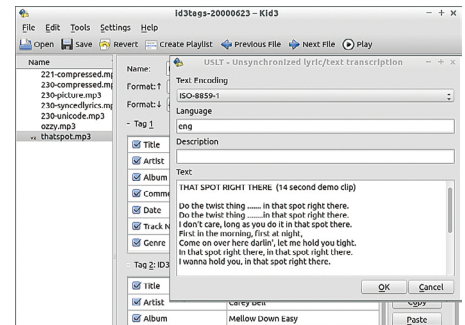 id3tags-20000623 – Kid3
File Edit Tools Settings Help
Open Save Revert Create Playlist Previous File Next File Play
Name
221-compressed.mp
230-compressed.mp
230-picture.mp3
230-syncedlyrics.mp
230-unicode.mp3
ozzy.mp3
thatspot.mp3
Name:
Format:↑
Format:↓
Tag 1
Title
Artist
Album
Comme
Date
Track N
Genre
Tag 2: ID3
Title
Artist Carey Bell
Album Mellow Down Easy
Copy
Paste
USLT - Unsynchronized lyric/text transcription
Text Encoding
ISO-8859-1
Language
eng
Description
Text
THAT SPOT RIGHT THERE (14 second demo clip)
Do the twist thing ....... in that spot right there.
Do the twist thing .......in that spot right there.
I don't care, long as you do it in that spot there.
First in the morning, first at night,
Come on over here darlin', let me hold you tight.
In that spot right there, in that spot right there.
I wanna hold you, in that spot right there.
OK Cancel